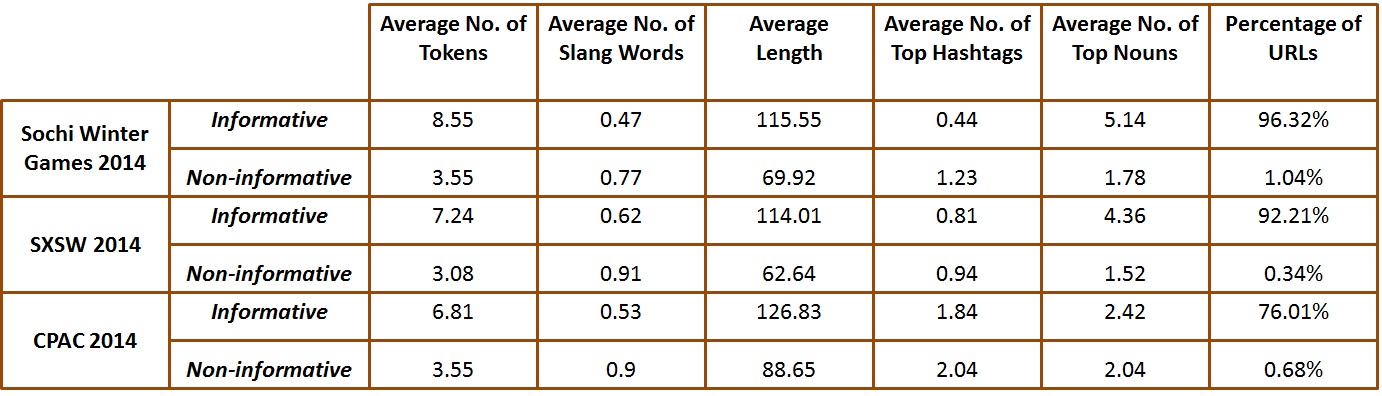 Average No. of Tokens Average No. of Slang Words Average Length Average No. of Top Hashtags Average No. of Top Nouns Percentage of URLs
Sochi Winter Games 2014 Informative 8.55 0.47 115.55 0.44 5.14 96.32%
Non-informative 3.55 0.77 69.92 1.23 1.78 1.04%
SXSW 2014 Informative 7.24 0.62 114.01 0.81 4.36 92.21%
Non-informative 3.08 0.91 62.64 0.94 1.52 0.34%
CPAC 2014 Informative 6.81 0.53 126.83 1.84 2.42 76.01%
Non-informative 3.55 0.9 88.65 2.04 2.04 0.68%